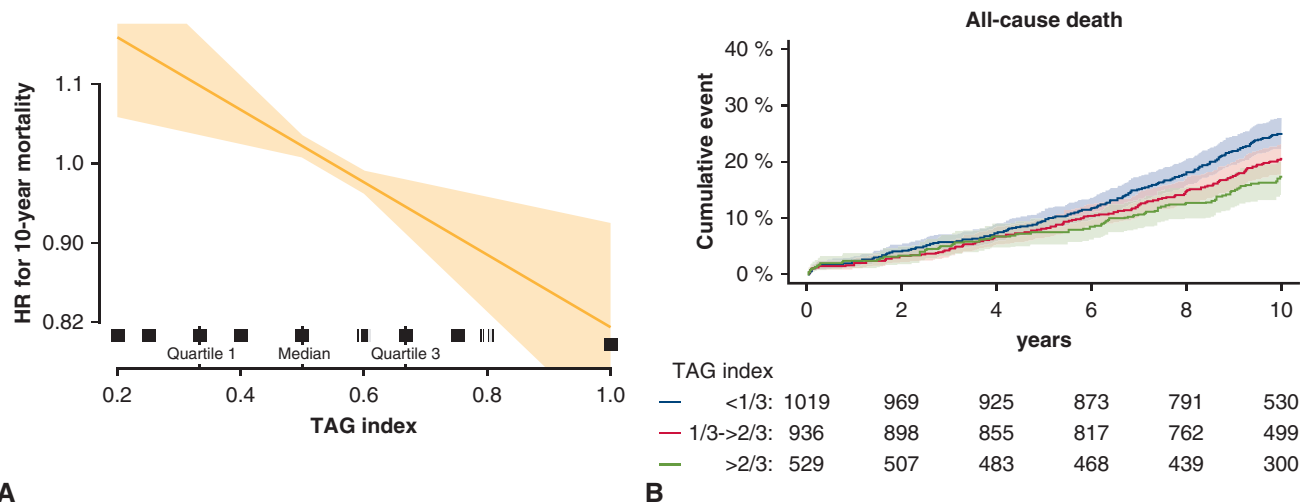 HR for 10-year mortality
1.1
1.0
0.90
0.82
Quartile 1 Median Quartile 3
0.2 0.4 0.6 0.8 1.0
TAG index
A
All-cause death
Cumulative event
40 %
30 %
20 %
10 %
0 %
0 2 4 6 8 10
years
TAG index
<1/3: 1019 969 925 873 791 530
1/3->2/3: 936 898 855 817 762 499
>2/3: 529 507 483 468 439 300
B